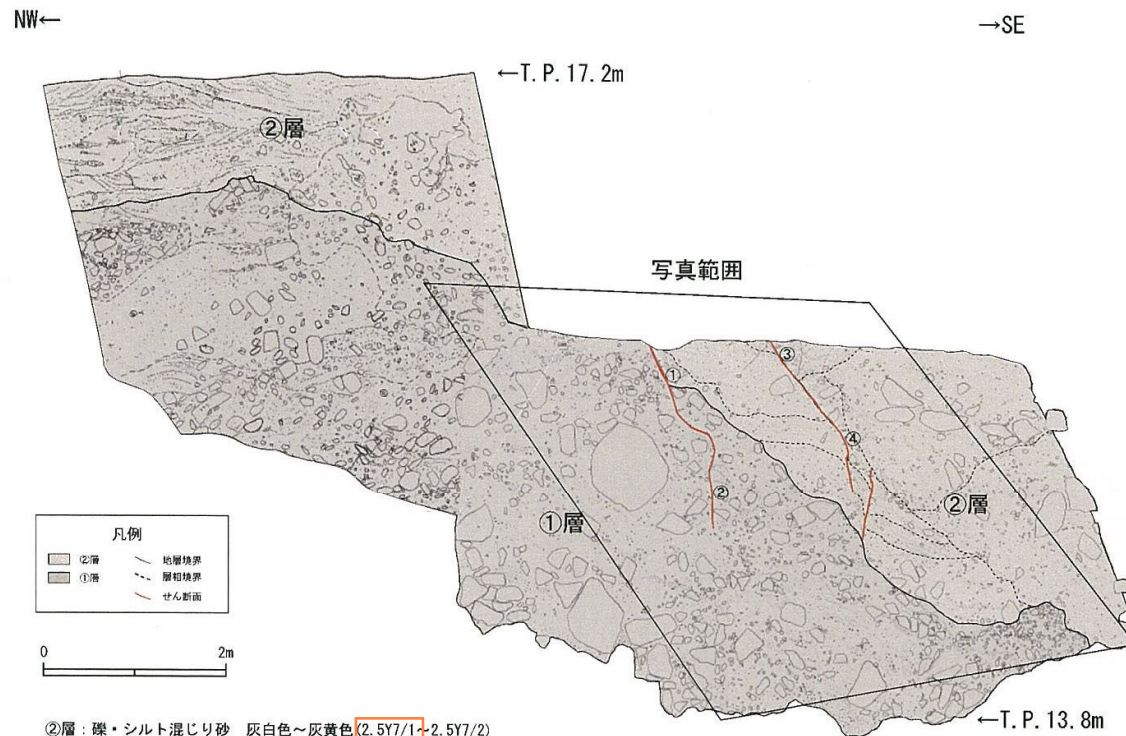 NW←
→SE
←T.P.17.2m
②層
写真範囲
①
③
④
②
②層
①層
凡例
②層 地層境界
①層 層相境界
せん断面
0 2m
②層：礫・シルト混じり砂 灰白色～灰黄色(2.5Y7/1~2.5Y7/2)
←T.P.13.8m